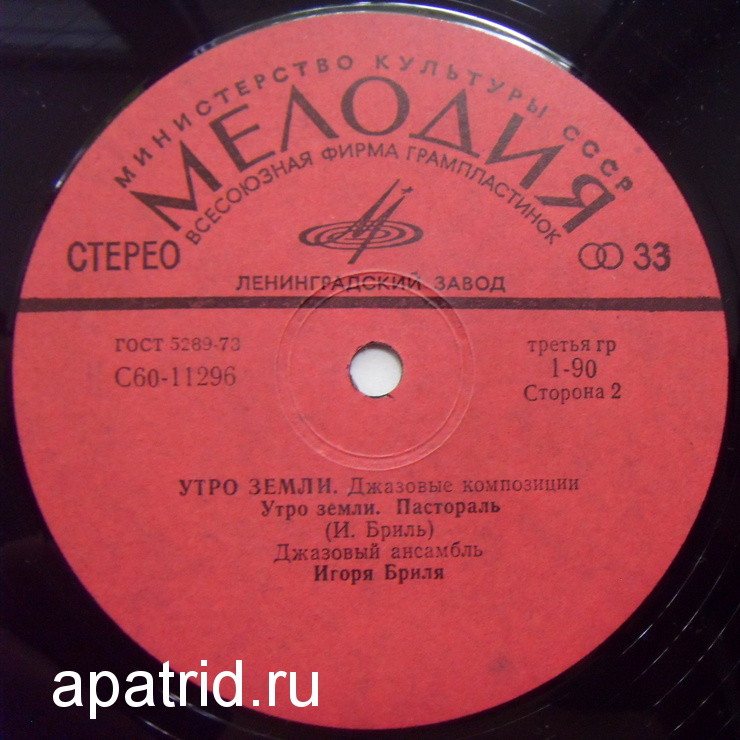 МИНИСТЕРСТВО КУЛЬТУРЫ СССР
МЕЛОДИЯ
ВСЕСОЮЗНАЯ ФИРМА ГРАМПЛАСТИНОК
СТЕРЕО
33
ЛЕНИНГРАДСКИЙ ЗАВОД
ГОСТ 5289-73
С60-11296
третья гр
1-90
Сторона 2
УТРО ЗЕМЛИ. Джазовые композиции
Утро земли. Пастораль
(И. Бриль)
Джазовый ансамбль
Игоря Бриля
apatrid.ru